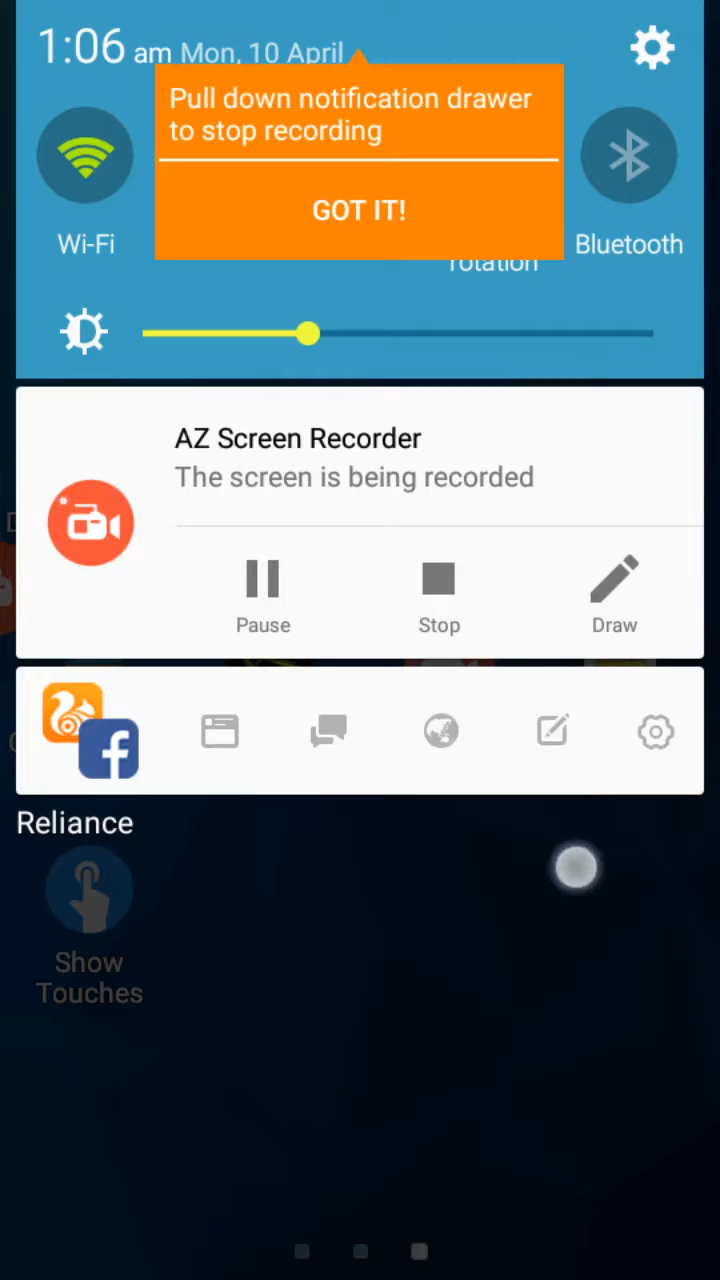 1:06 am Mon, 10 April
Pull down notification drawer
to stop recording
GOT IT!
Wi-Fi
rotation
Bluetooth
AZ Screen Recorder
The screen is being recorded
Pause
Stop
Draw
Reliance
Show
Touches